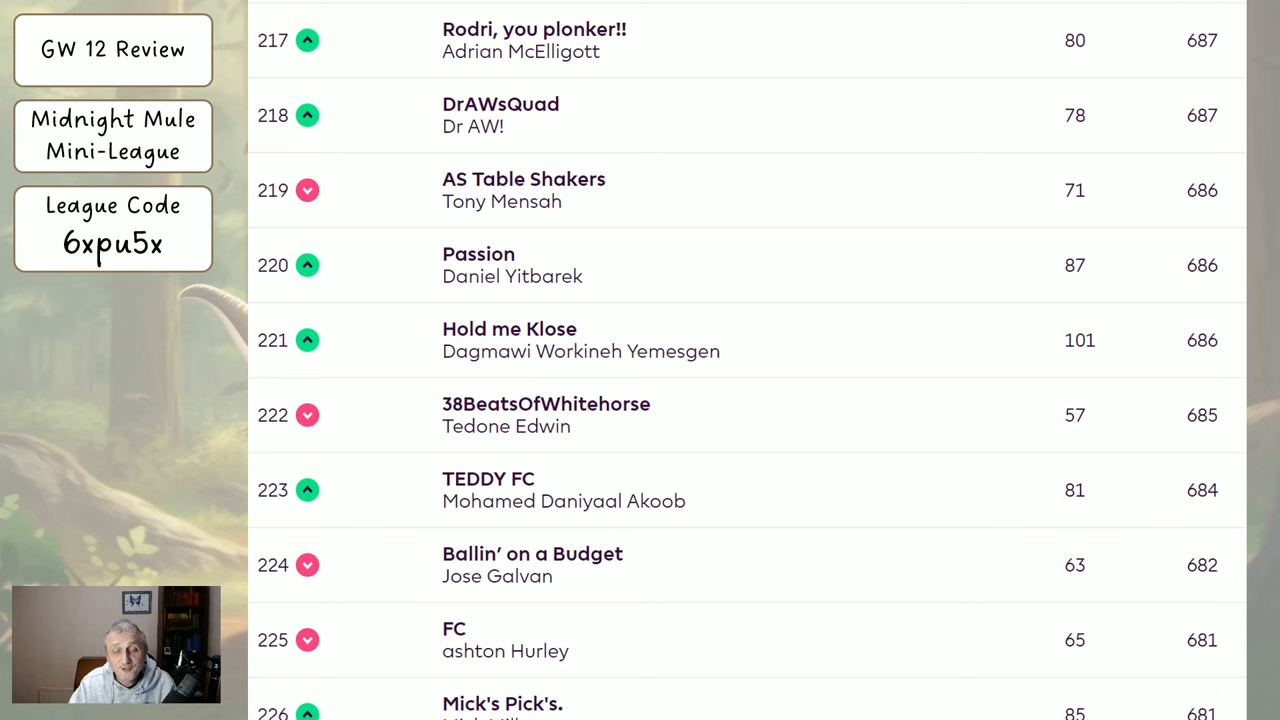 GW 12 Review
Midnight Mule
Mini-League
League Code
6xpu5x
217 Rodri, you plonker!! 80 687
Adrian McElligott
218 DrAWsQuad 78 687
Dr AW!
219 AS Table Shakers 71 686
Tony Mensah
220 Passion 87 686
Daniel Yitbarek
221 Hold me Klose 101 686
Dagmawi Workineh Yemesgen
222 38BeatsOfWhitehorse 57 685
Tedone Edwin
223 TEDDY FC 81 684
Mohamed Daniyaal Akoob
224 Ballin’ on a Budget 63 682
Jose Galvan
225 FC 65 681
ashton Hurley
226 Mick's Pick's. 85 681